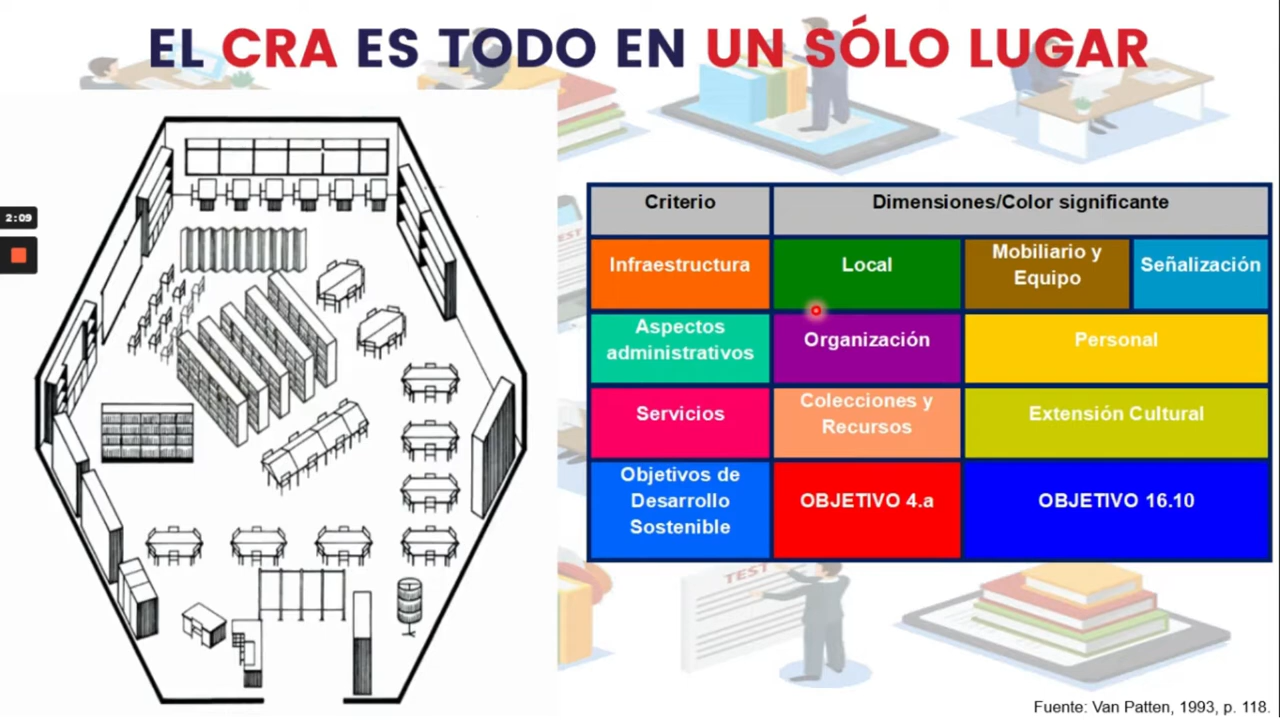 EL CRA ES TODO EN UN SÓLO LUGAR
2:09
Criterio
Dimensiones/Color significante
Infraestructura
Local
Mobiliario y
Equipo
Señalización
Aspectos
administrativos
Organización
Personal
Servicios
Colecciones y
Recursos
Extensión Cultural
Objetivos de
Desarrollo
Sostenible
OBJETIVO 4.a
OBJETIVO 16.10
TEST
TEST
Fuente: Van Patten, 1993, p. 118.